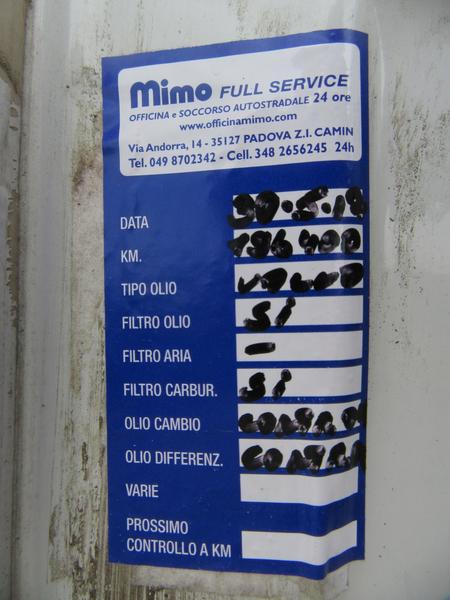 mimo FULL SERVICE
OFFICINA e SOCCORSO AUTOSTRADALE 24 ore
www.officinamimo.com
Via Andorra, 14 - 35127 PADOVA Z.I. CAMIN
Tel. 049 8702342 - Cell. 348 2656245 24h
DATA
KM. 196400
TIPO OLIO
FILTRO OLIO Si
FILTRO ARIA -
FILTRO CARBUR. Si
OLIO CAMBIO
OLIO DIFFERENZ.
VARIE
PROSSIMO
CONTROLLO A KM